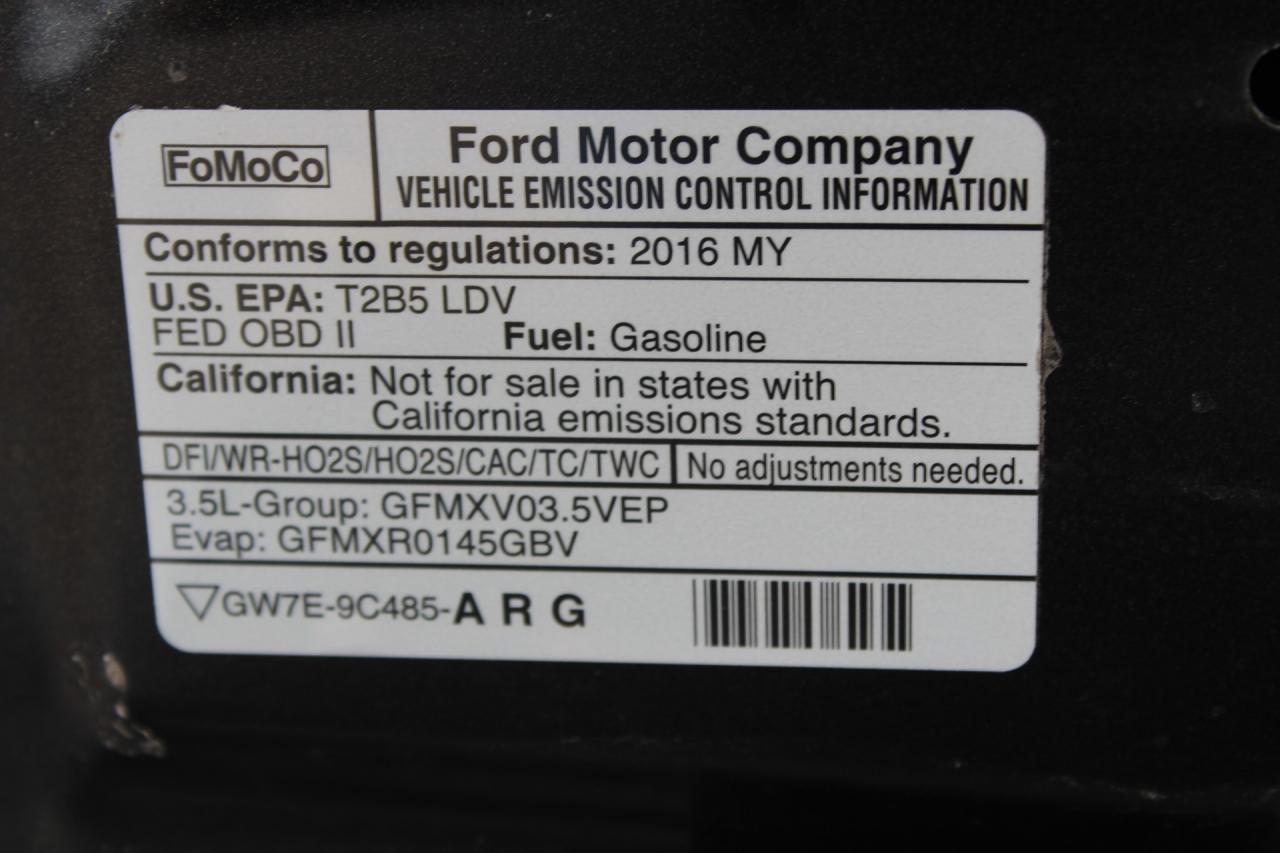 FoMoCo
Ford Motor Company
VEHICLE EMISSION CONTROL INFORMATION
Conforms to regulations: 2016 MY
U.S. EPA: T2B5 LDV
FED OBD II Fuel: Gasoline
California: Not for sale in states with
California emissions standards.
DFI/WR-HO2S/HO2S/CAC/TC/TWC No adjustments needed.
3.5L-Group: GFMXV03.5VEP
Evap: GFMXR0145GBV
▽GW7E-9C485-A R G